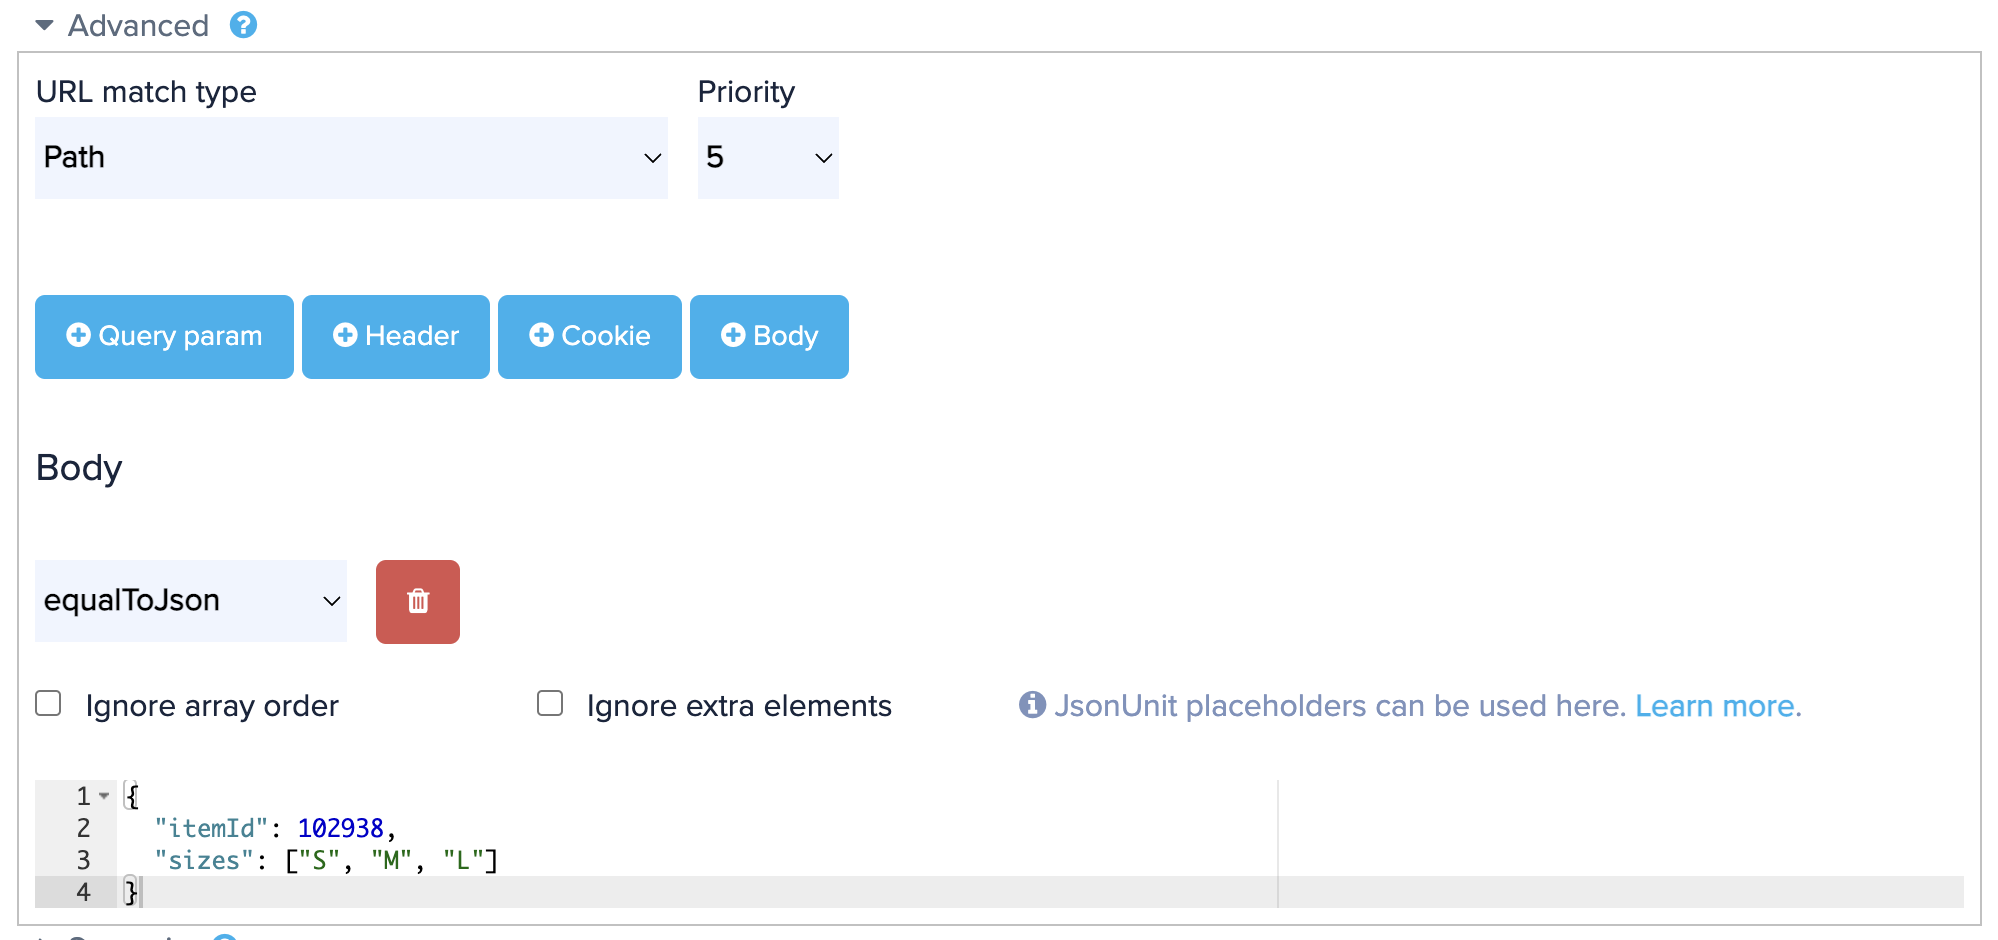 Advanced ?
URL match type Priority
Path 5
Query param Header Cookie Body
Body
equalToJson
Ignore array order Ignore extra elements JsonUnit placeholders can be used here. Learn more.
1 {
2 "itemId": 102938,
3 "sizes": ["S", "M", "L"]
4 }